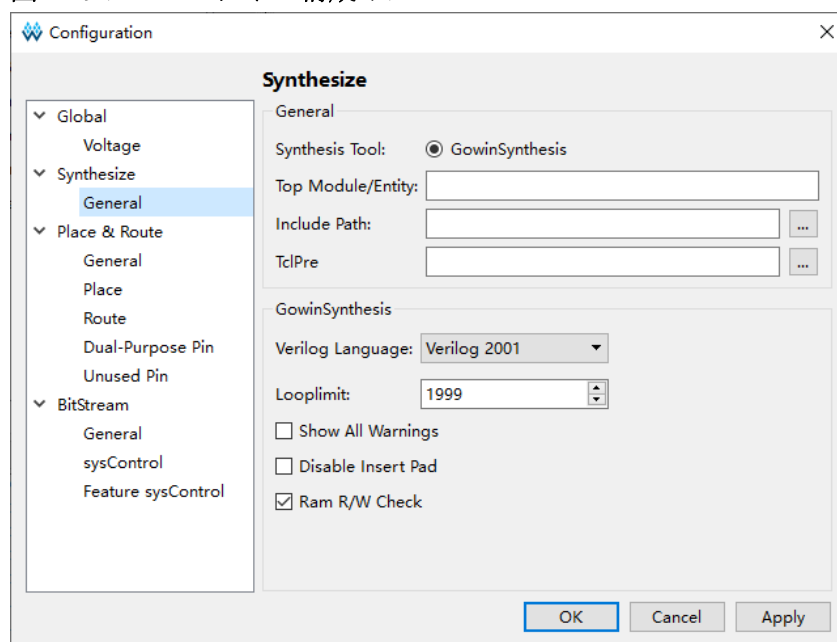 Configuration
Synthesize
Global
Voltage
Synthesize
General
Place & Route
General
Place
Route
Dual-Purpose Pin
Unused Pin
BitStream
General
sysControl
Feature sysControl
General
Synthesis Tool: GowinSynthesis
Top Module/Entity:
Include Path: ...
TclPre ...
GowinSynthesis
Verilog Language: Verilog 2001
Looplimit: 1999
Show All Warnings
Disable Insert Pad
Ram R/W Check
OK Cancel Apply